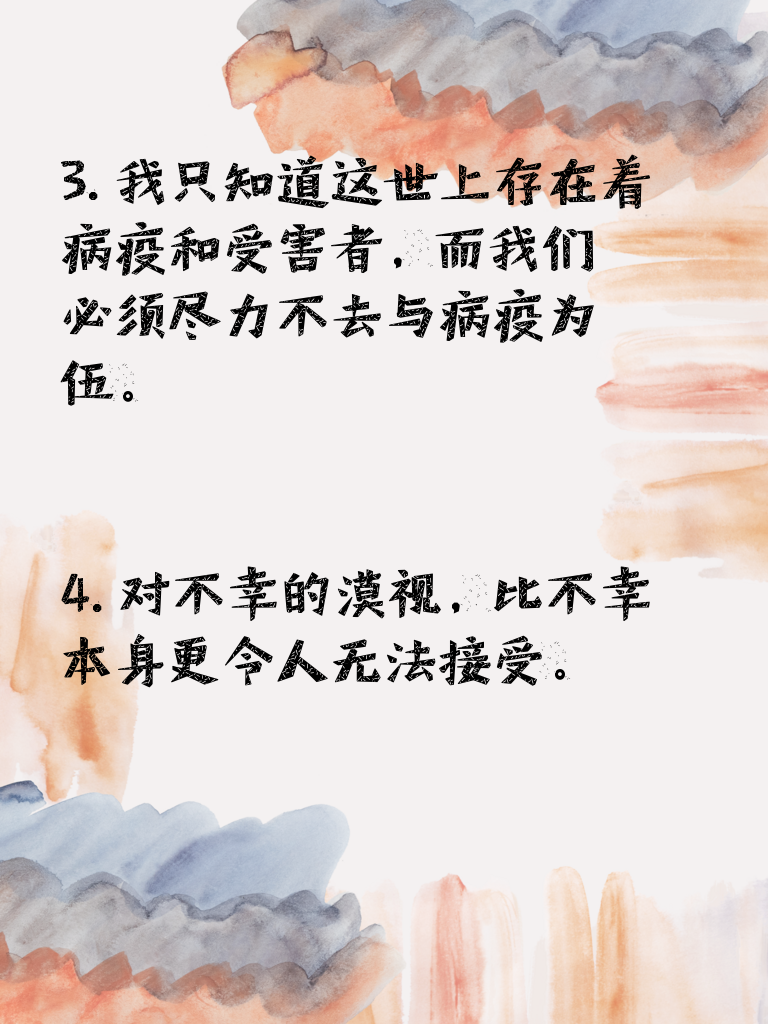 3. 我只知道这世上存在着
病疫和受害者，而我们
必须尽力不去与病疫为
伍。
4. 对不幸的漠视，比不幸
本身更令人无法接受。